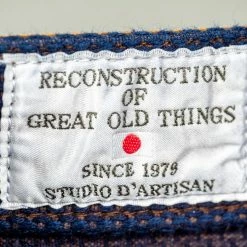 RECONSTRUCTION
OF
GREAT OLD THINGS
SINCE 1979
STUDIO D'ARTISAN